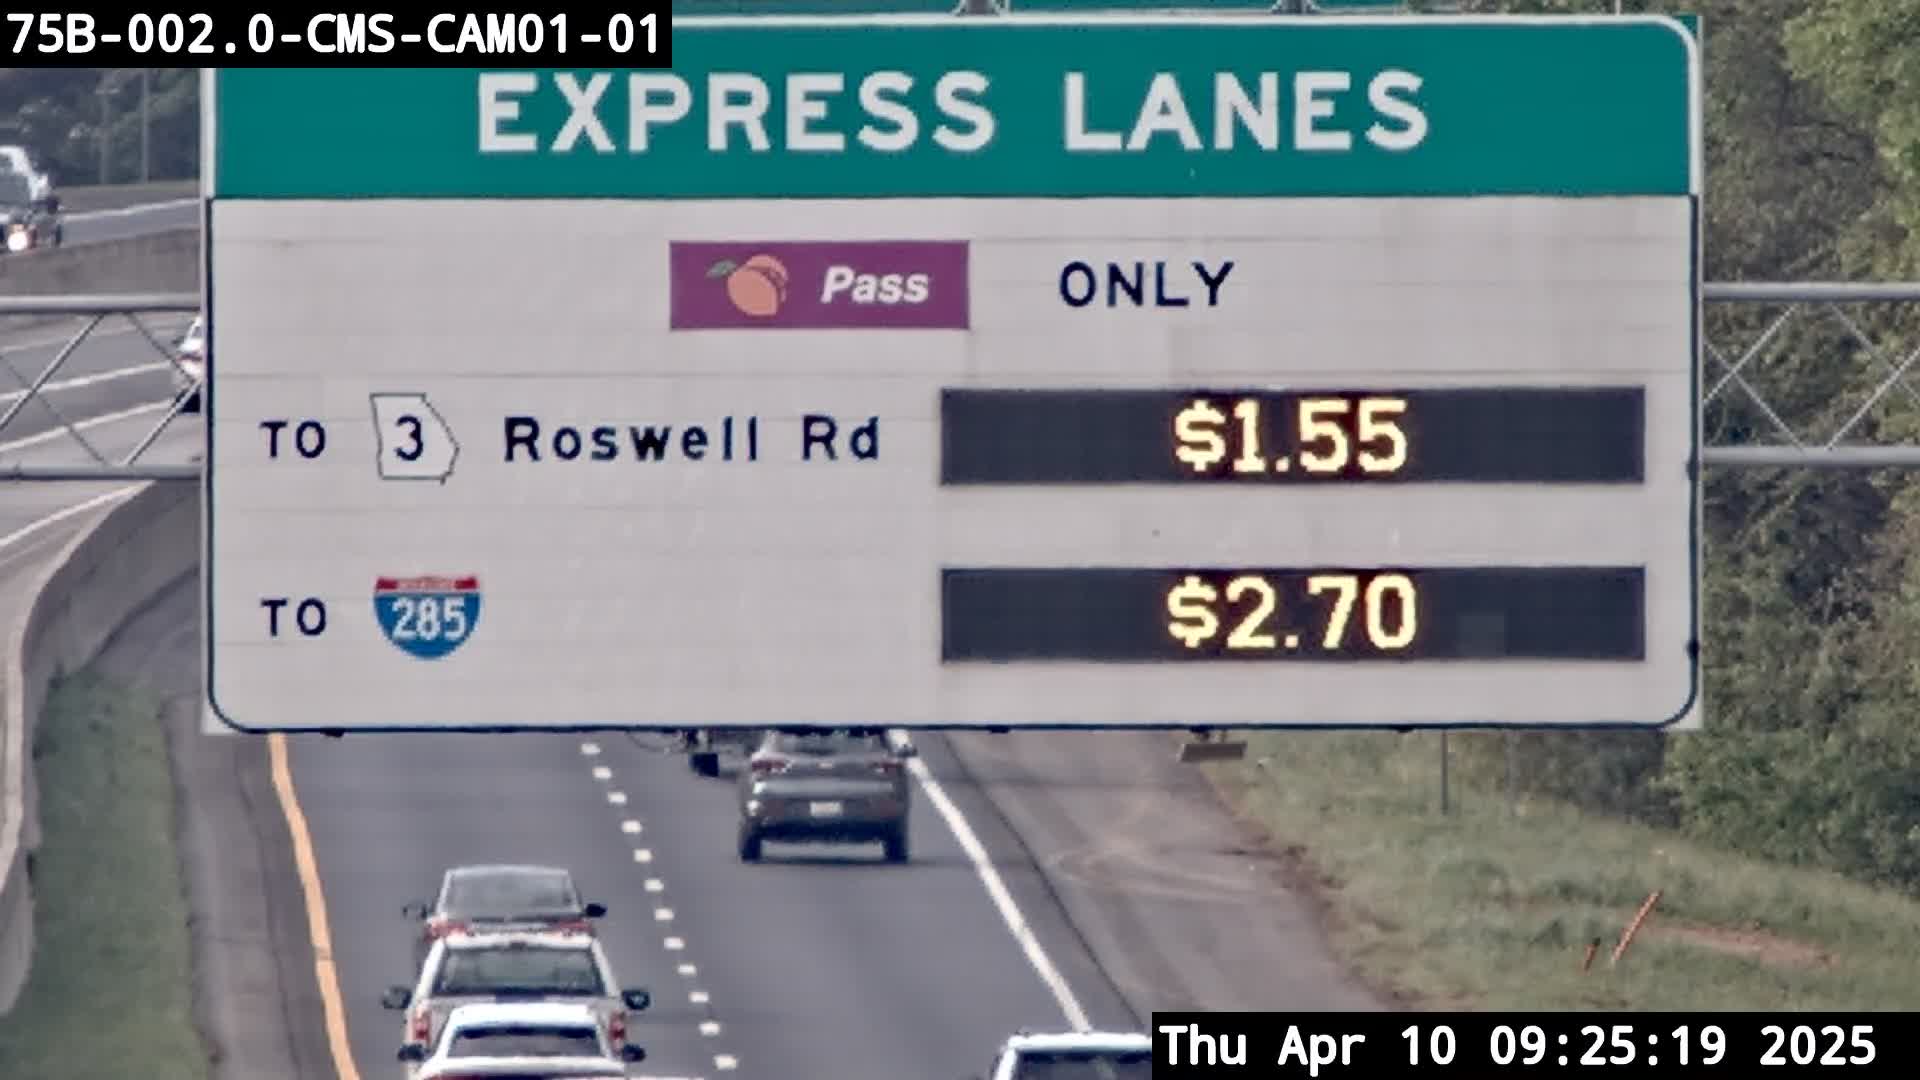 75B-002.0-CMS-CAM01-01
EXPRESS LANES
Pass ONLY
TO 3 Roswell Rd $1.55
TO 285 $2.70
Thu Apr 10 09:25:19 2025